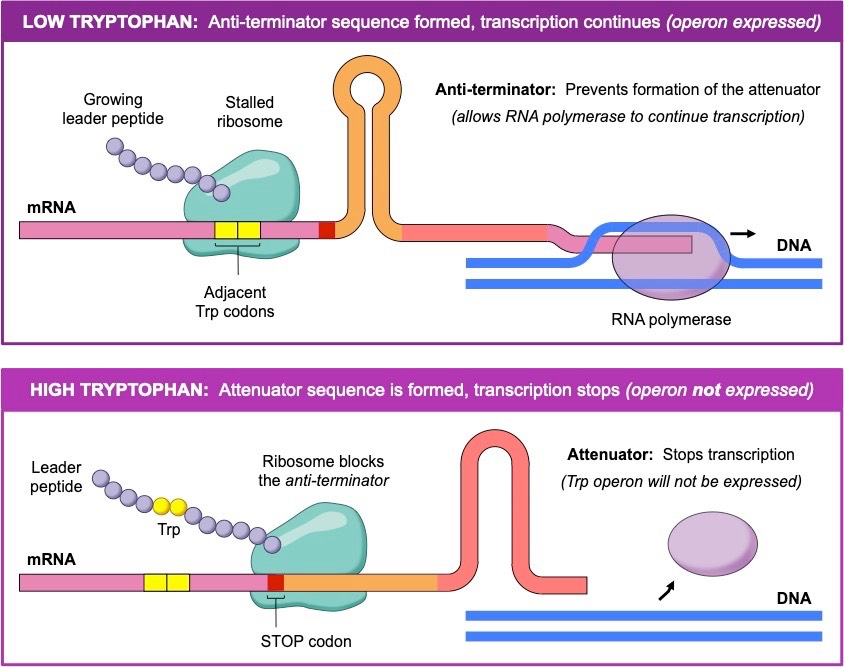 LOW TRYPTOPHAN: Anti-terminator sequence formed, transcription continues (operon expressed)
Growing
leader peptide
Stalled
ribosome
Anti-terminator: Prevents formation of the attenuator
(allows RNA polymerase to continue transcription)
mRNA
DNA
Adjacent
Trp codons
RNA polymerase
HIGH TRYPTOPHAN: Attenuator sequence is formed, transcription stops (operon not expressed)
Leader
peptide
Trp
Ribosome blocks
the anti-terminator
Attenuator: Stops transcription
(Trp operon will not be expressed)
mRNA
DNA
STOP codon